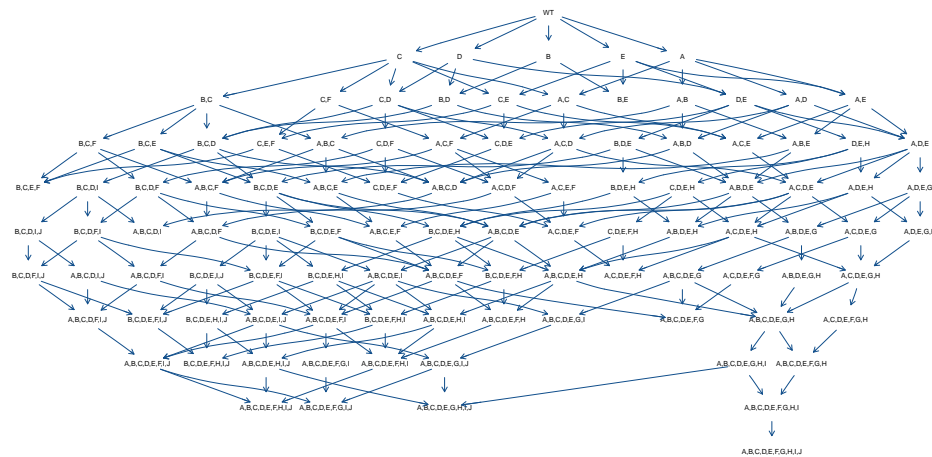 WT
C D B E A
B,C C,F C,D B,D C,E A,C B,E A,B D,E A,D A,E
B,C,F B,C,E B,C,D C,E,F A,B,C C,D,F A,C,F C,D,E A,C,D B,D,E A,B,D A,C,E A,B,E D,E,H A,D,E
B,C,E,F B,C,D,I B,C,D,F A,B,C,F B,C,D,E A,B,C,E C,D,E,F A,B,C,D A,C,D,F A,C,E,F B,D,E,H C,D,E,H A,B,D,E A,C,D,E A,D,E,H A,D,E,G
B,C,D,I,J B,C,D,F,I A,B,C,D,I A,B,C,D,F B,C,D,E,I B,C,D,E,F A,B,C,E,F B,C,D,E,H A,B,C,D,E A,C,D,E,F C,D,E,F,H A,B,D,E,H A,C,D,E,H A,B,D,E,G A,C,D,E,G
B,C,D,F,I,J A,B,C,D,I,J A,B,C,D,F,I B,C,D,E,I,J B,C,D,E,F,I B,C,D,E,H,I A,B,C,D,E,I A,B,C,D,E,F B,C,D,E,F,H A,B,C,D,E,H A,C,D,E,F,H A,B,C,D,E,G A,C,D,E,F,G A,B,D,E,G,H A,C,D,E,G,H
A,B,C,D,F,I,J B,C,D,E,F,I,J B,C,D,E,H,I,J A,B,C,D,E,I,J A,B,C,D,E,F,I B,C,D,E,F,H,I A,B,C,D,E,H,I A,B,C,D,E,F,H A,B,C,D,E,G,I A,B,C,D,E,F,G A,B,C,D,E,G,H A,C,D,E,F,G,H
A,B,C,D,E,F,I,J B,C,D,E,F,H,I,J A,B,C,D,E,H,I,J A,B,C,D,E,F,G,I A,B,C,D,E,F,H,I A,B,C,D,E,G,I,J A,B,C,D,E,G,H,I A,B,C,D,E,F,G,H
A,B,C,D,E,F,H,I,J A,B,C,D,E,F,G,I,J A,B,C,D,E,G,H,I,J A,B,C,D,E,F,G,H,I
A,B,C,D,E,F,G,H,I,J